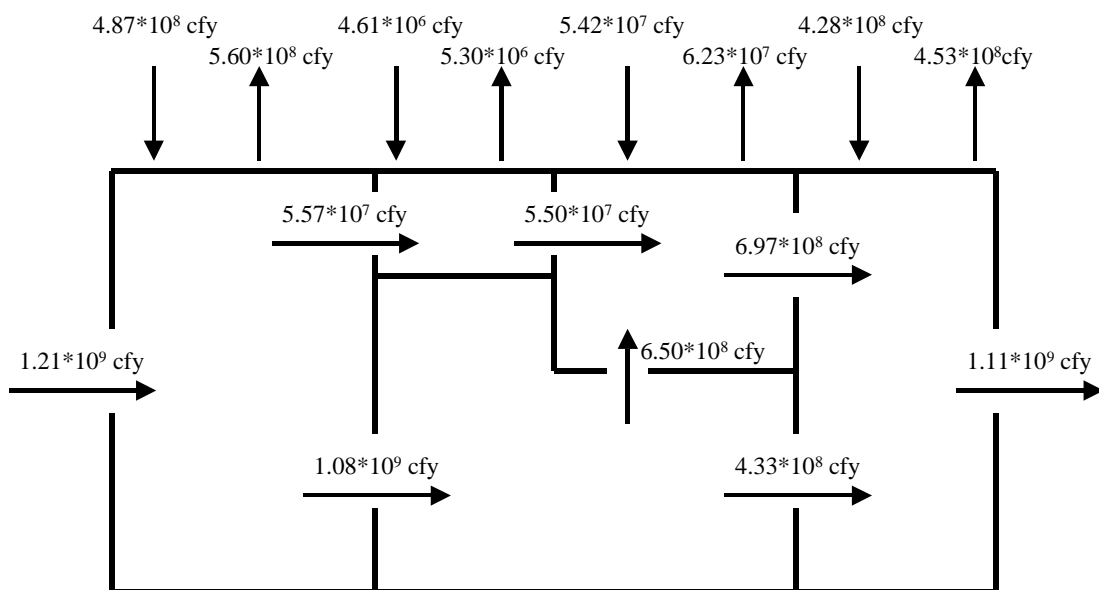 4.87*10⁸ cfy 4.61*10⁶ cfy 5.42*10⁷ cfy 4.28*10⁸ cfy
5.60*10⁸ cfy 5.30*10⁶ cfy 6.23*10⁷ cfy 4.53*10⁸cfy
5.57*10⁷ cfy 5.50*10⁷ cfy
6.97*10⁸ cfy
1.21*10⁹ cfy 6.50*10⁸ cfy 1.11*10⁹ cfy
1.08*10⁹ cfy 4.33*10⁸ cfy